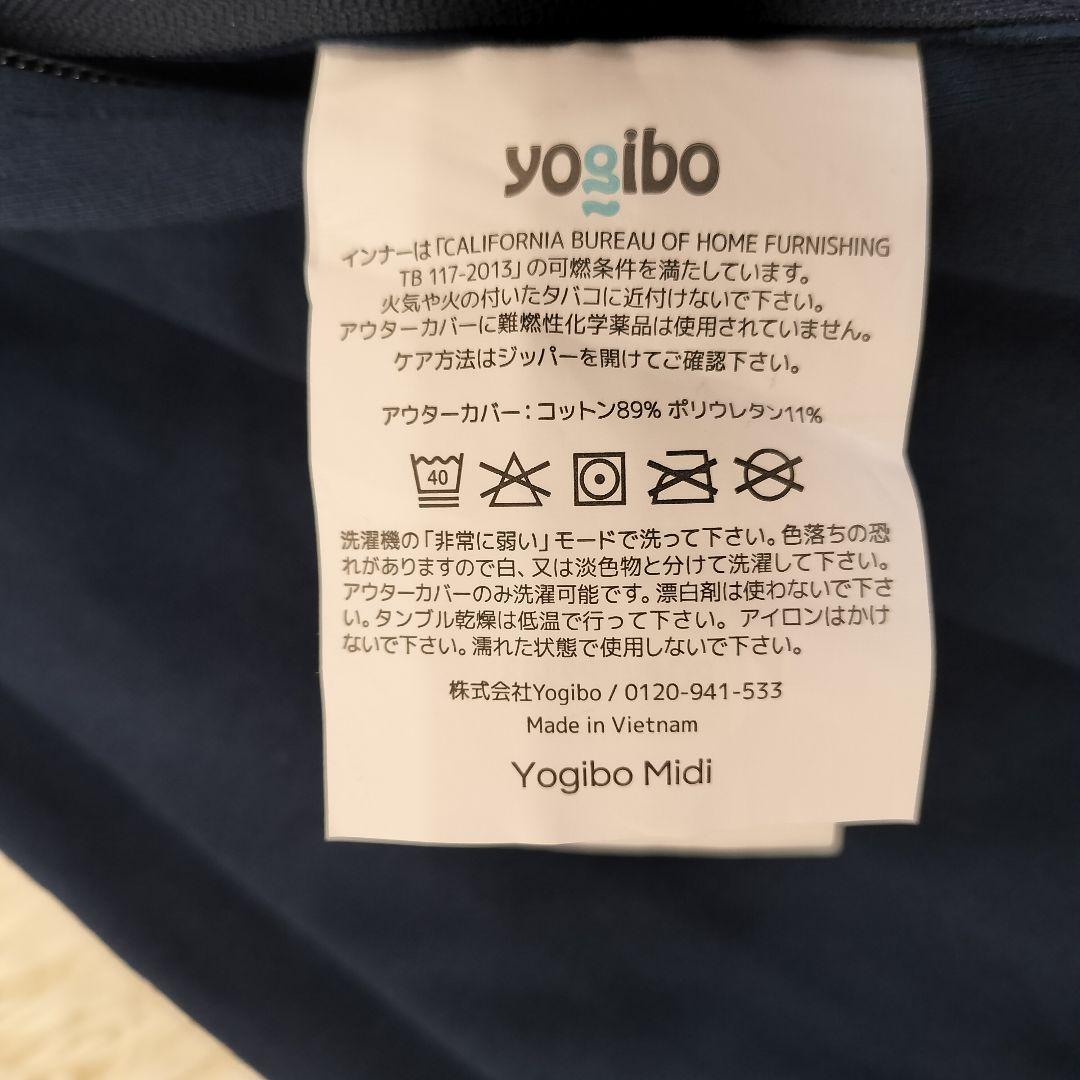 yogibo
インナーは「CALIFORNIA BUREAU OF HOME FURNISHING
TB 117-2013」の可燃条件を満たしています。
火気や火の付いたタバコに近付けないで下さい。
アウターカバーに難燃性化学薬品は使用されていません。
ケア方法はジッパーを開けてご確認下さい。
アウターカバー：コットン89% ポリウレタン11%
40
洗濯機の「非常に弱い」モードで洗って下さい。色落ちの恐
れがありますので白、又は淡色物と分けて洗濯して下さい。
アウターカバーのみ洗濯可能です。漂白剤は使わないで下さ
い。タンブル乾燥は低温で行って下さい。 アイロンはかけ
ないで下さい。濡れた状態で使用しないで下さい。
株式会社Yogibo / 0120-941-533
Made in Vietnam
Yogibo Midi